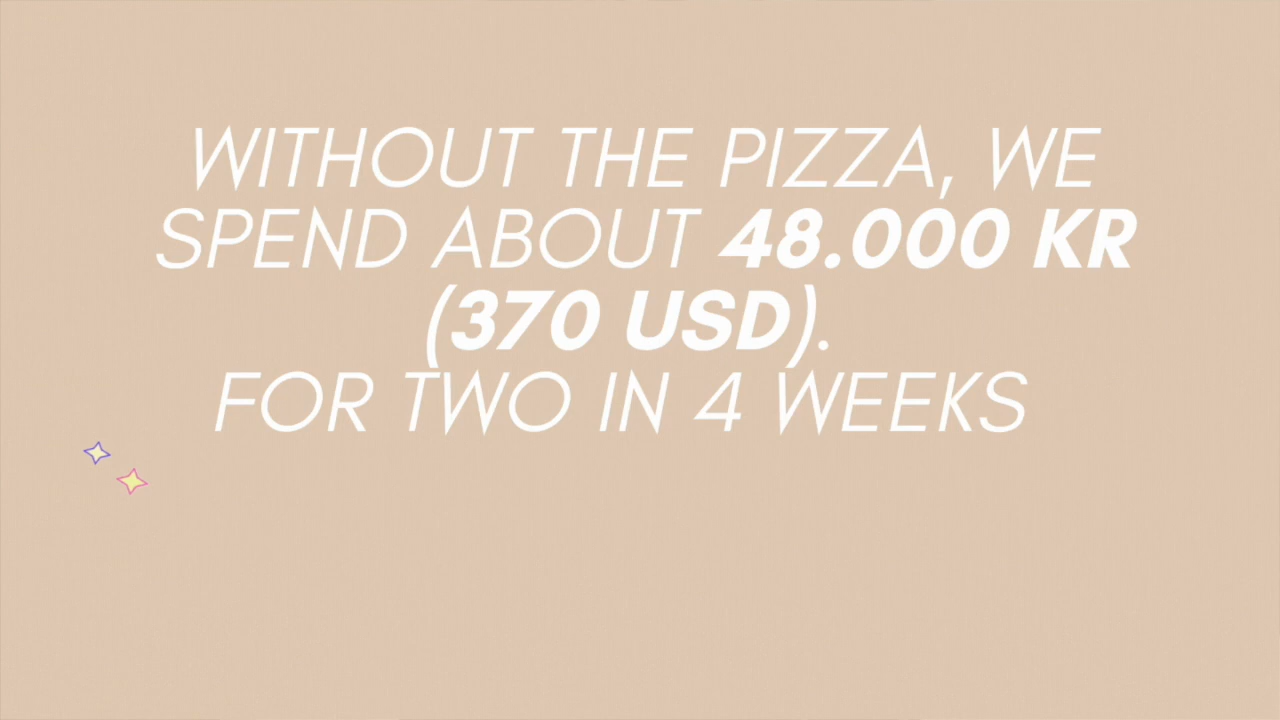 WITHOUT THE PIZZA, WE
SPEND ABOUT 48.000 KR
(370 USD).
FOR TWO IN 4 WEEKS